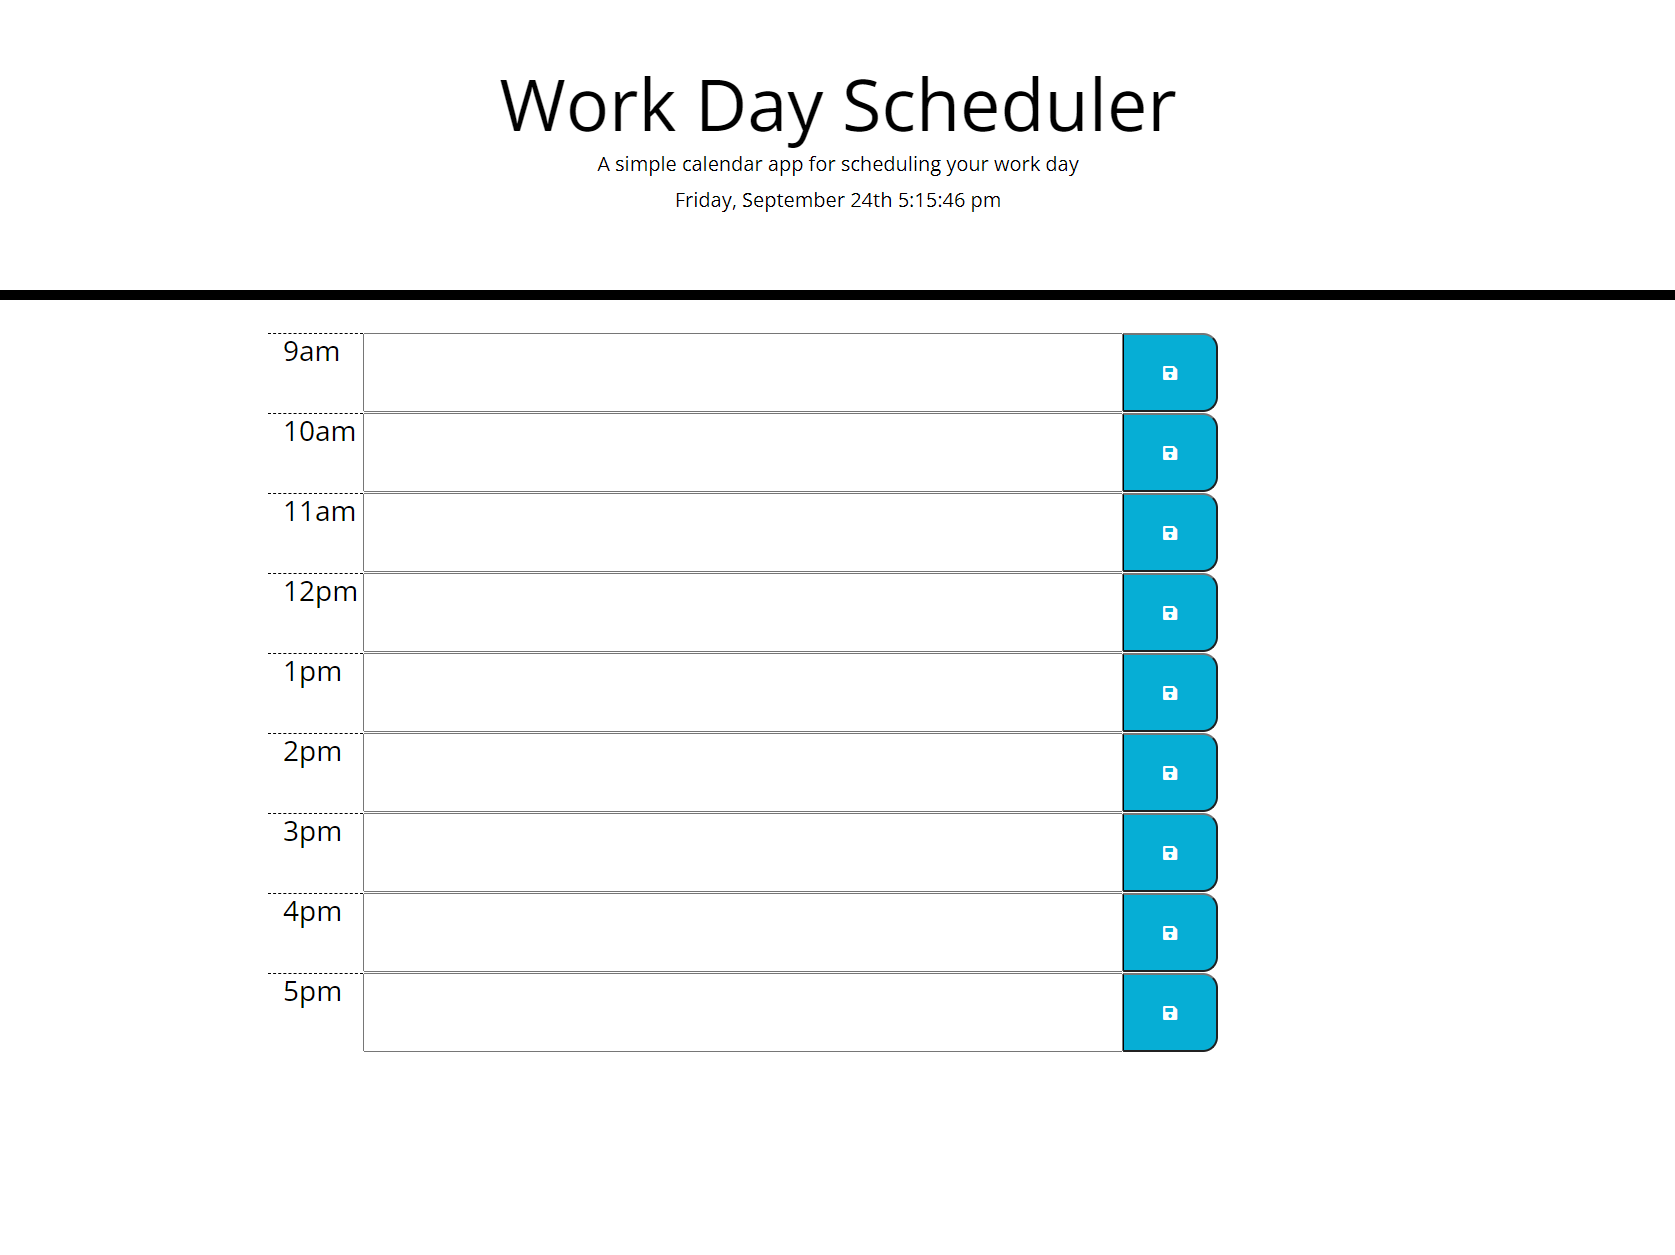 Work Day Scheduler
A simple calendar app for scheduling your work day
Friday, September 24th 5:15:46 pm
9am
10am
11am
12pm
1pm
2pm
3pm
4pm
5pm